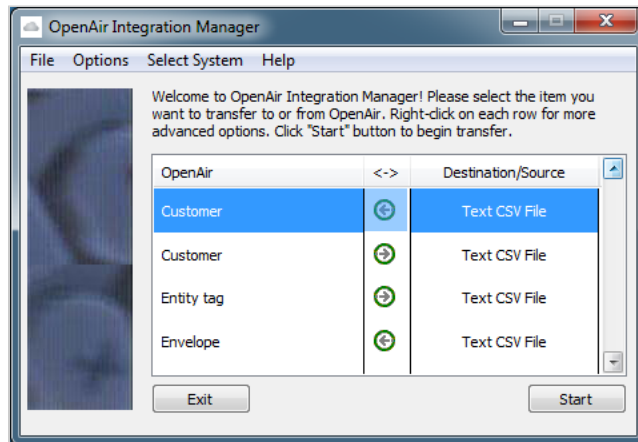 OpenAir Integration Manager
File Options Select System Help
Welcome to OpenAir Integration Manager! Please select the item you
want to transfer to or from OpenAir. Right-click on each row for more
advanced options. Click "Start" button to begin transfer.
OpenAir <-> Destination/Source
Customer Text CSV File
Customer Text CSV File
Entity tag Text CSV File
Envelope Text CSV File
Exit Start